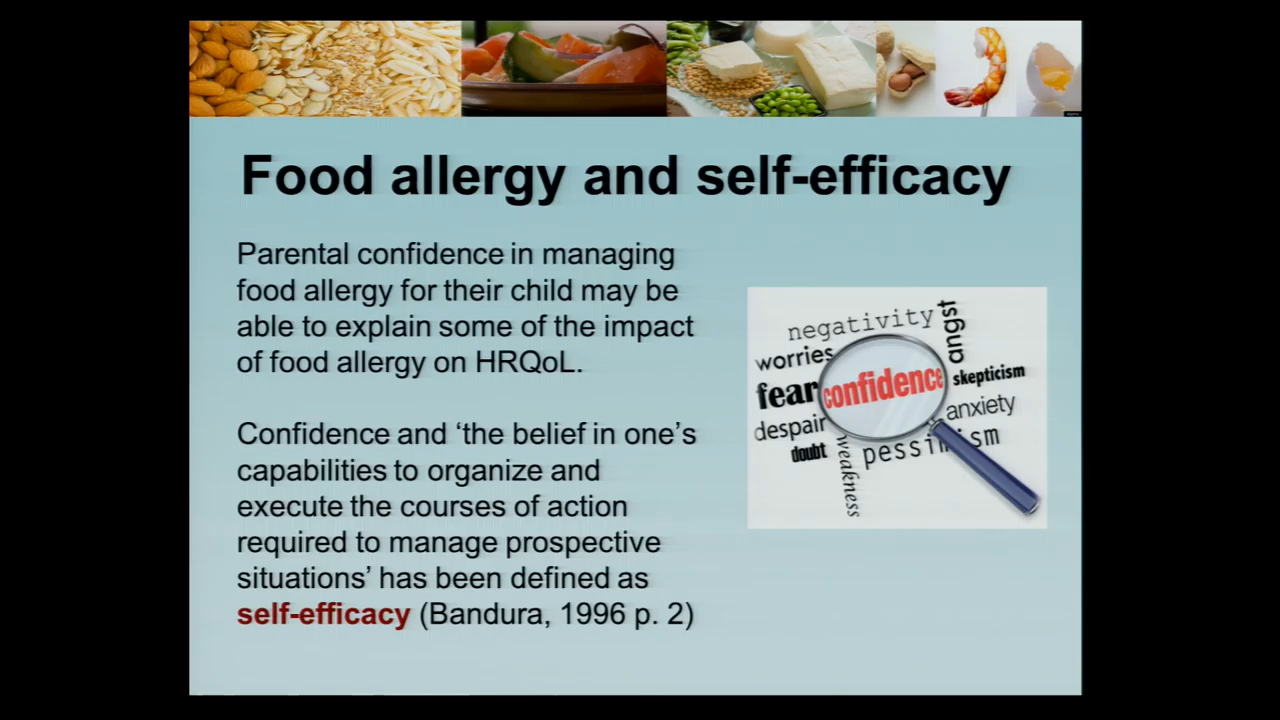 Food allergy and self-efficacy
Parental confidence in managing
food allergy for their child may be
able to explain some of the impact
of food allergy on HRQoL.
Confidence and ‘the belief in one’s
capabilities to organize and
execute the courses of action
required to manage prospective
situations’ has been defined as
self-efficacy (Bandura, 1996 p. 2)
negativity
angst
worries
skepticism
fear
confidence
anxiety
despair
doubt
weakness
pessimism